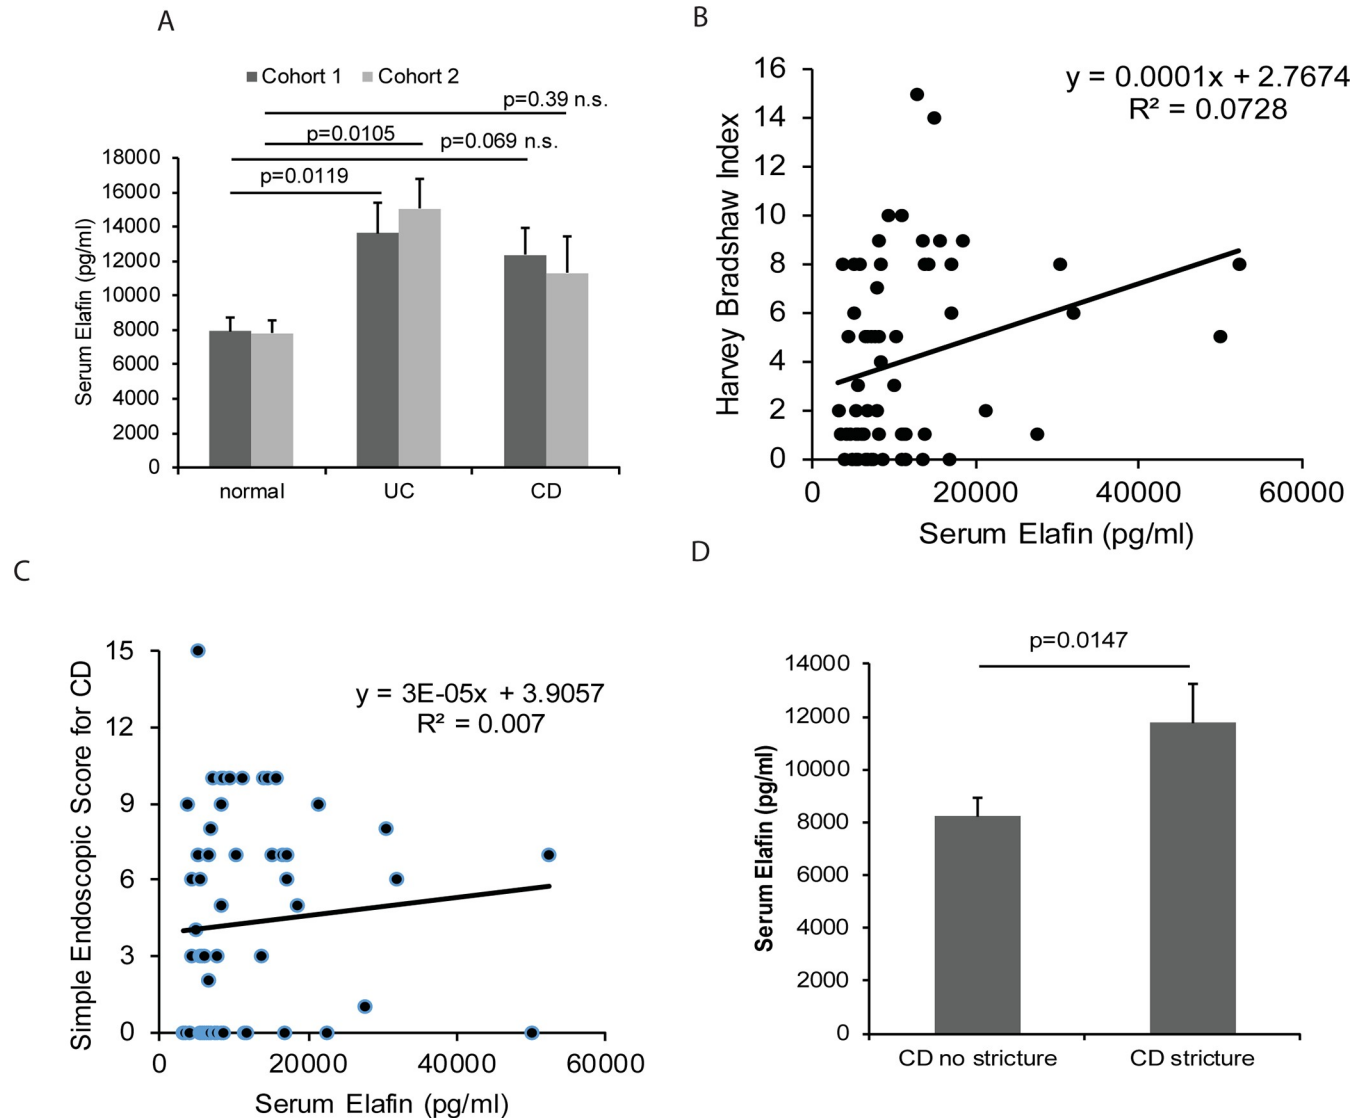 A
Cohort 1 Cohort 2
p=0.39 n.s.
p=0.0105
p=0.069 n.s.
p=0.0119
Serum Elafin (pg/ml)
18000
16000
14000
12000
10000
8000
6000
4000
2000
0
normal UC CD
B
y = 0.0001x + 2.7674
R² = 0.0728
Harvey Bradshaw Index
16
14
12
10
8
6
4
2
0
0 20000 40000 60000
Serum Elafin (pg/ml)
C
y = 3E-05x + 3.9057
R² = 0.007
Simple Endoscopic Score for CD
15
12
9
6
3
0
0 20000 40000 60000
Serum Elafin (pg/ml)
D
p=0.0147
Serum Elafin (pg/ml)
14000
12000
10000
8000
6000
4000
2000
0
CD no stricture CD stricture